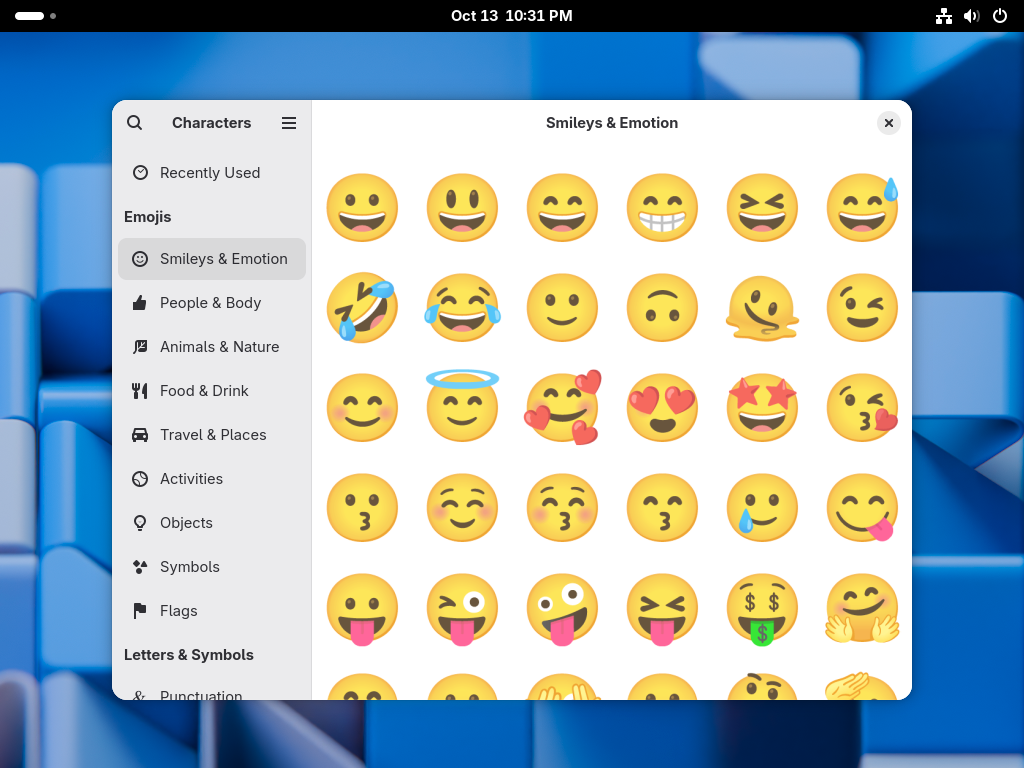 Oct 13 10:31 PM
Characters
Smileys & Emotion
Recently Used
Emojis
Smileys & Emotion
People & Body
Animals & Nature
Food & Drink
Travel & Places
Activities
Objects
Symbols
Flags
Letters & Symbols
& Punctuation